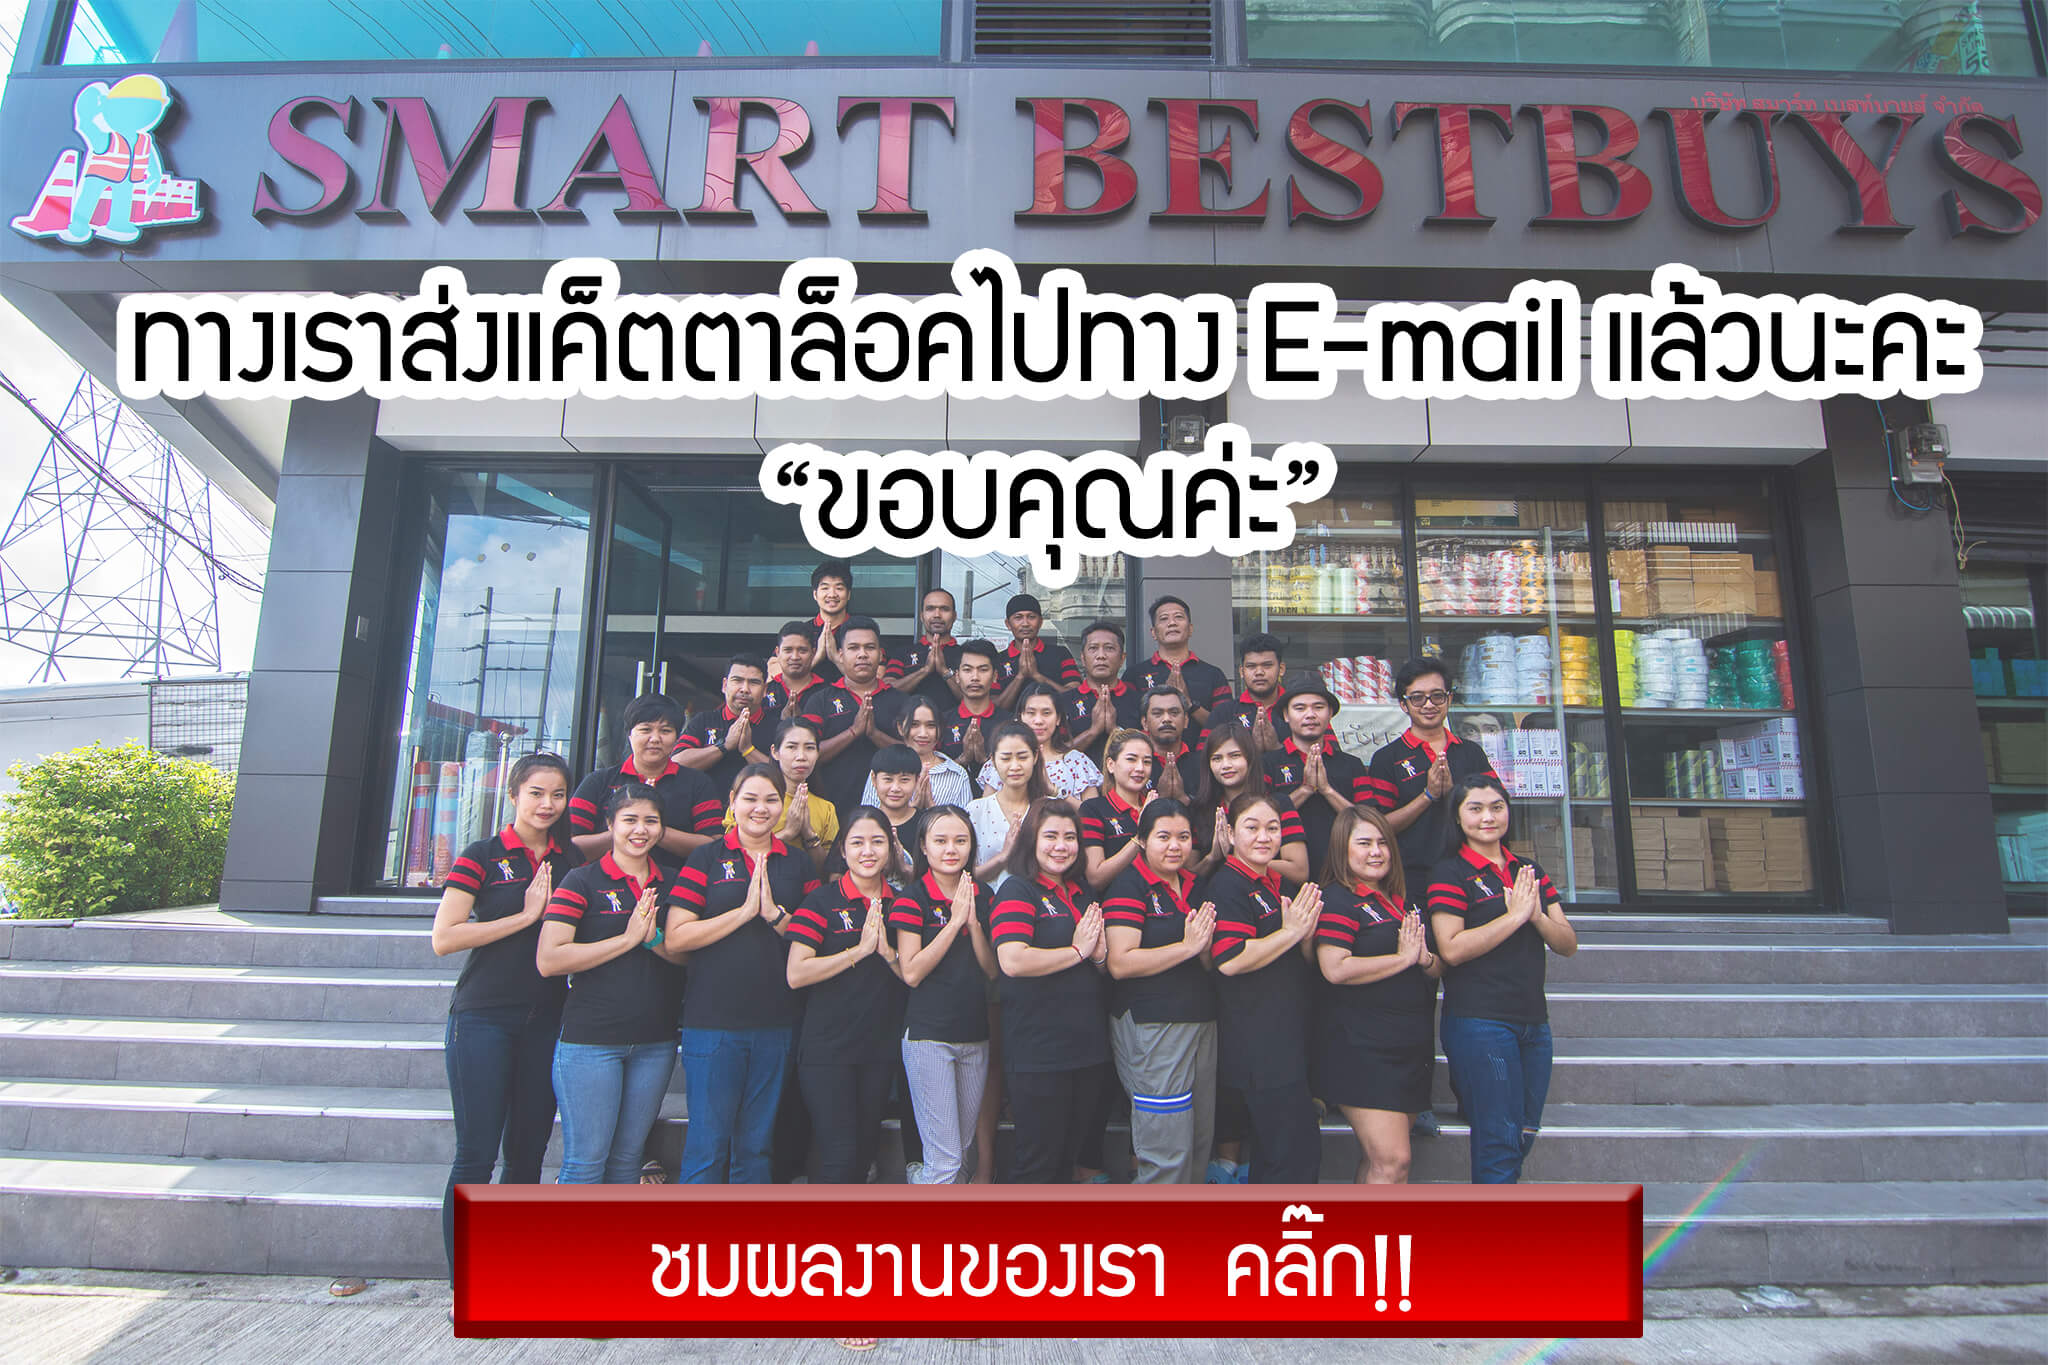 บริษัท สมาร์ท เบสท์บายส์ จำกัด
SMART BESTBUYS
ทางเราส่งแค็ตตาล็อคไปทาง E-mail แล้วนะคะ
“ขอบคุณค่ะ”
ชมผลงานของเรา คลิ๊ก!!